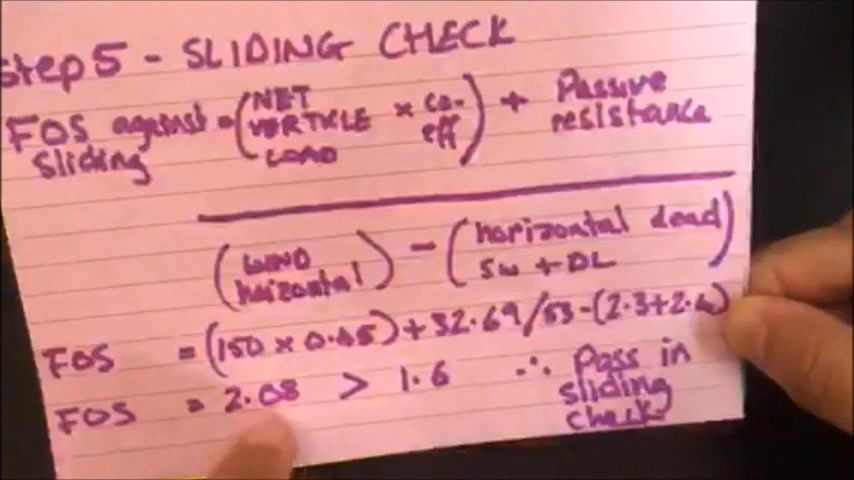 Step 5 - SLIDING CHECK
FOS against sliding = (NET VERTICLE LOAD × co-eff) + Passive resistance
(WIND horizontal) - (horizontal dead SW + DL)
FOS = (150 × 0.45) + 32.69 / 53 - (2.3+2.4)
FOS = 2.08 > 1.6 ∴ Pass in sliding check